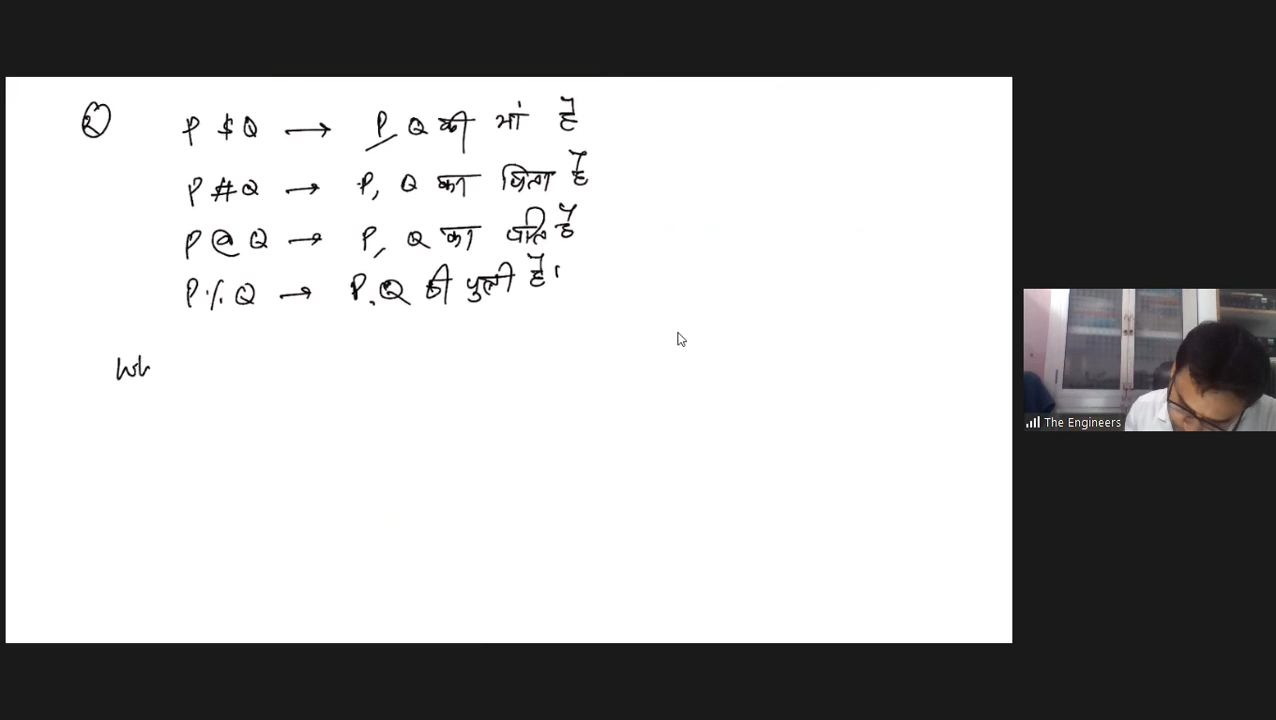 Q P $ Q → P, Q की मां है
P # Q → P, Q का पिता है
P @ Q → P, Q का पति है
P % Q → P, Q की पुत्री है।
Wh
The Engineers